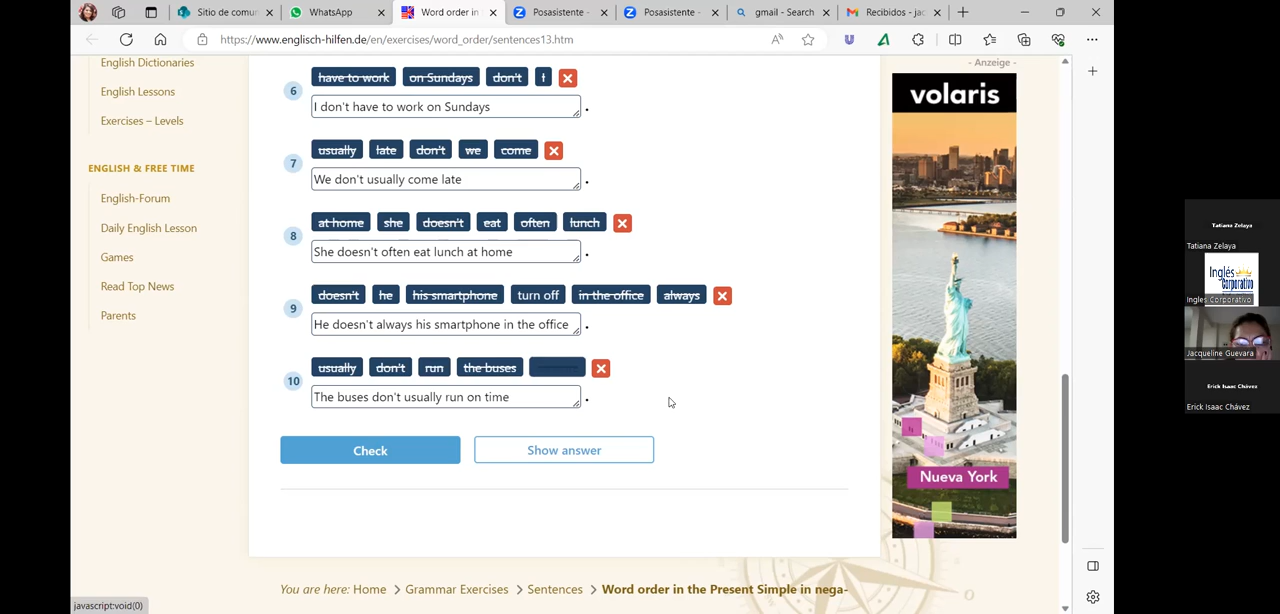 Sitio de comu
WhatsApp
Word order in
Posasistente -
Posasistente -
gmail - Search
Recibidos - jac
https://www.englisch-hilfen.de/en/exercises/word_order/sentences13.htm
English Dictionaries
English Lessons
Exercises – Levels
ENGLISH & FREE TIME
English-Forum
Daily English Lesson
Games
Read Top News
Parents
6 have to work on Sundays don't I
I don't have to work on Sundays .
7 usually late don't we come
We don't usually come late .
8 at home she doesn't eat often lunch
She doesn't often eat lunch at home .
9 doesn't he his smartphone turn off in the office always
He doesn't always his smartphone in the office .
10 usually don't run the buses
The buses don't usually run on time .
Check Show answer
You are here: Home > Grammar Exercises > Sentences > Word order in the Present Simple in nega-
- Anzeige -
volaris
Nueva York
Tatiana Zelaya
Tatiana Zelaya
Inglés
Corporativo
Ingles Corporativo
Jacqueline Guevara
Erick Isaac Chávez
Erick Isaac Chávez
javascript:void(0)